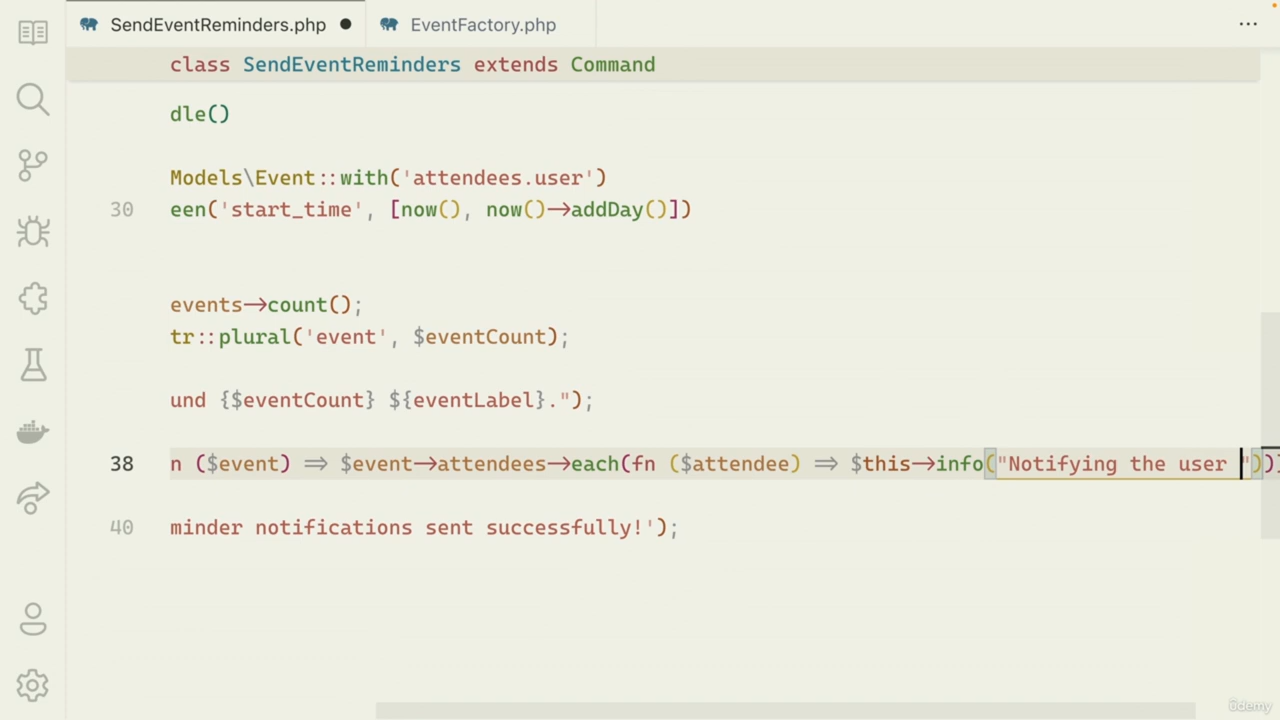 SendEventReminders.php EventFactory.php
class SendEventReminders extends Command
dle()
Models\Event::with('attendees.user')
30 een('start_time', [now(), now()->addDay()])
events->count();
tr::plural('event', $eventCount);
und {$eventCount} ${eventLabel}.");
38 n ($event) => $event->attendees->each(fn ($attendee) => $this->info("Notifying the user "))
40 minder notifications sent successfully!');
ûdemy